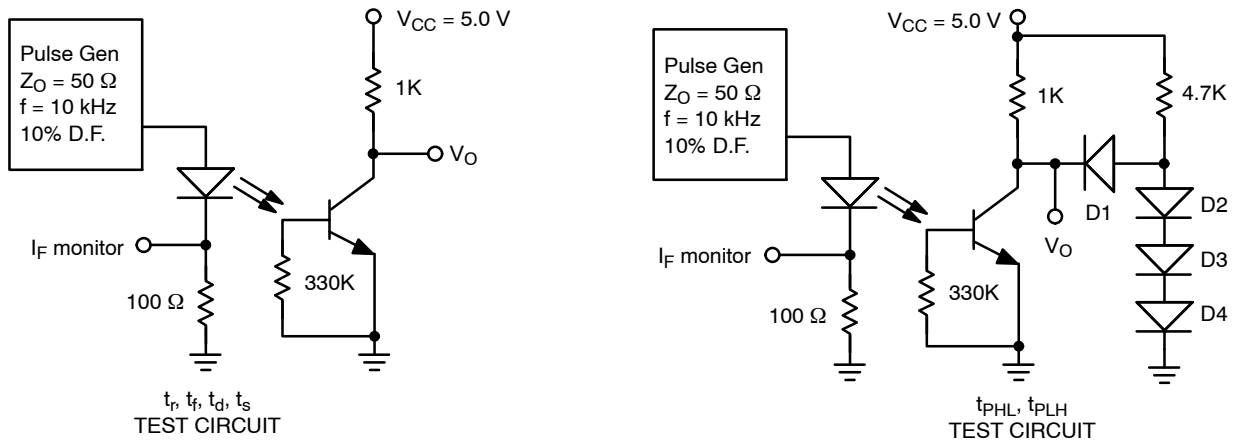 Pulse Gen
Z_O = 50 Ω
f = 10 kHz
10% D.F.
V_CC = 5.0 V
1K
V_O
I_F monitor
330K
100 Ω
t_r, t_f, t_d, t_s
TEST CIRCUIT
Pulse Gen
Z_O = 50 Ω
f = 10 kHz
10% D.F.
V_CC = 5.0 V
1K
4.7K
D1
D2
V_O
D3
I_F monitor
330K
D4
100 Ω
t_PHL, t_PLH
TEST CIRCUIT